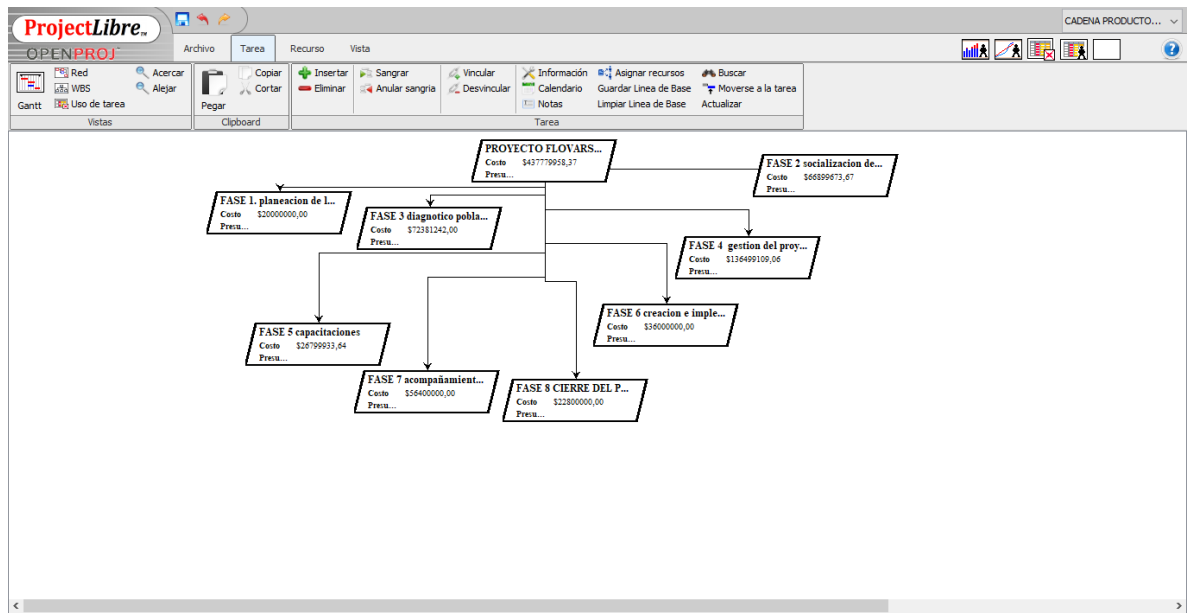 ProjectLibre TM
OPENPROJ
CADENA PRODUCTO...
Archivo Tarea Recurso Vista
Gantt
Red
WBS
Uso de tarea
Acercar
Alejar
Vistas
Pegar
Copiar
Cortar
Clipboard
Insertar
Eliminar
Sangrar
Anular sangria
Vincular
Desvincular
Información
Calendario
Notas
Asignar recursos
Guardar Linea de Base
Limpiar Linea de Base
Buscar
Moverse a la tarea
Actualizar
Tarea
PROYECTO FLOVARS...
Costo $437779958,37
Presu...
FASE 2 socializacion de...
Costo $66899673,67
Presu...
FASE 1. planeacion de l...
Costo $20000000,00
Presu...
FASE 3 diagnotico pobla...
Costo $72381242,00
Presu...
FASE 4 gestion del proy...
Costo $136499109,06
Presu...
FASE 6 creacion e imple...
Costo $36000000,00
Presu...
FASE 5 capacitaciones
Costo $26799933,64
Presu...
FASE 7 acompañamient...
Costo $56400000,00
Presu...
FASE 8 CIERRE DEL P...
Costo $22800000,00
Presu...